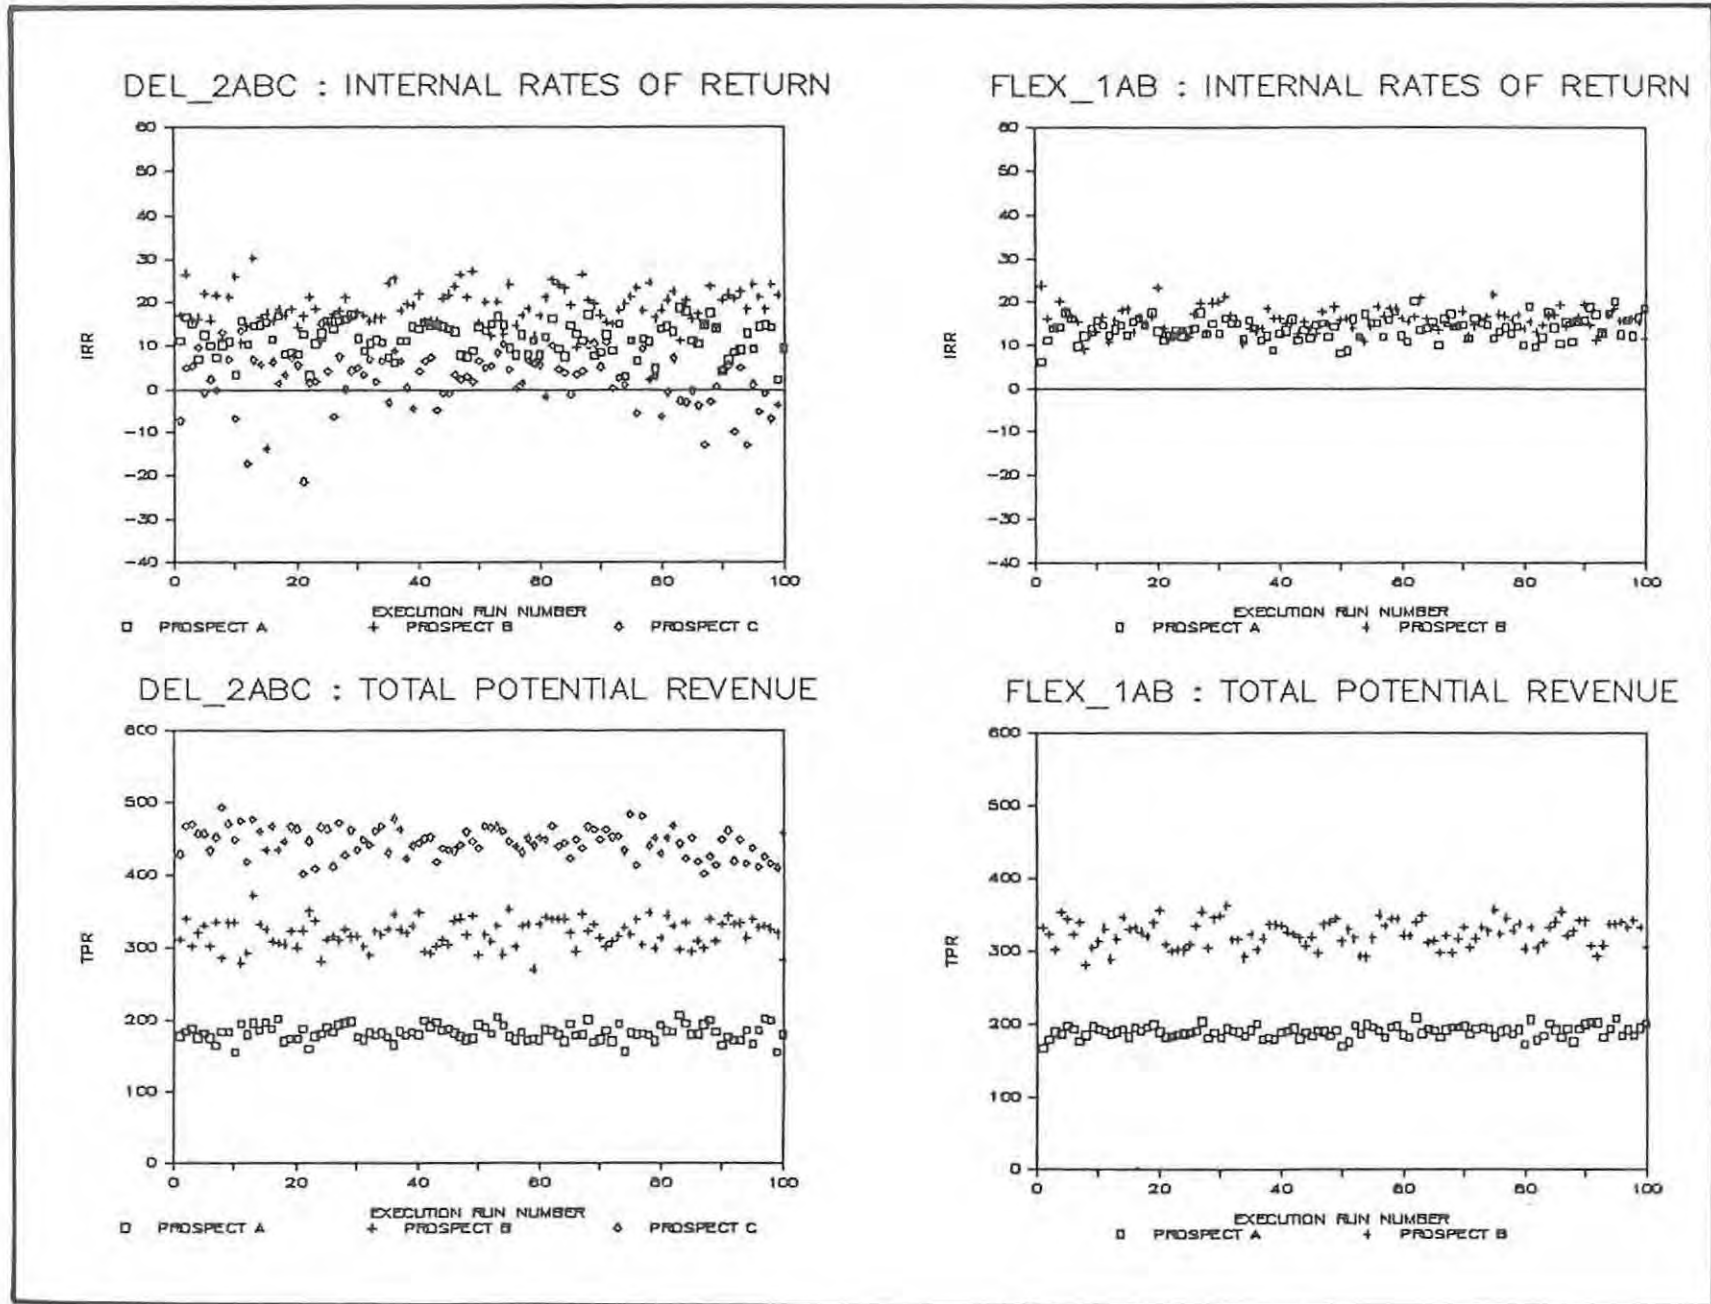 DEL_2ABC : INTERNAL RATES OF RETURN
60
50
40
30
20
10
0
-10
-20
-30
-40
IRR
0 20 40 60 80 100
EXECUTION RUN NUMBER
PROSPECT A PROSPECT B PROSPECT C
FLEX_1AB : INTERNAL RATES OF RETURN
60
50
40
30
20
10
0
-10
-20
-30
-40
IRR
0 20 40 60 80 100
EXECUTION RUN NUMBER
PROSPECT A PROSPECT B
DEL_2ABC : TOTAL POTENTIAL REVENUE
600
500
400
300
200
100
0
TPR
0 20 40 60 80 100
EXECUTION RUN NUMBER
PROSPECT A PROSPECT B PROSPECT C
FLEX_1AB : TOTAL POTENTIAL REVENUE
600
500
400
300
200
100
0
TPR
0 20 40 60 80 100
EXECUTION RUN NUMBER
PROSPECT A PROSPECT B